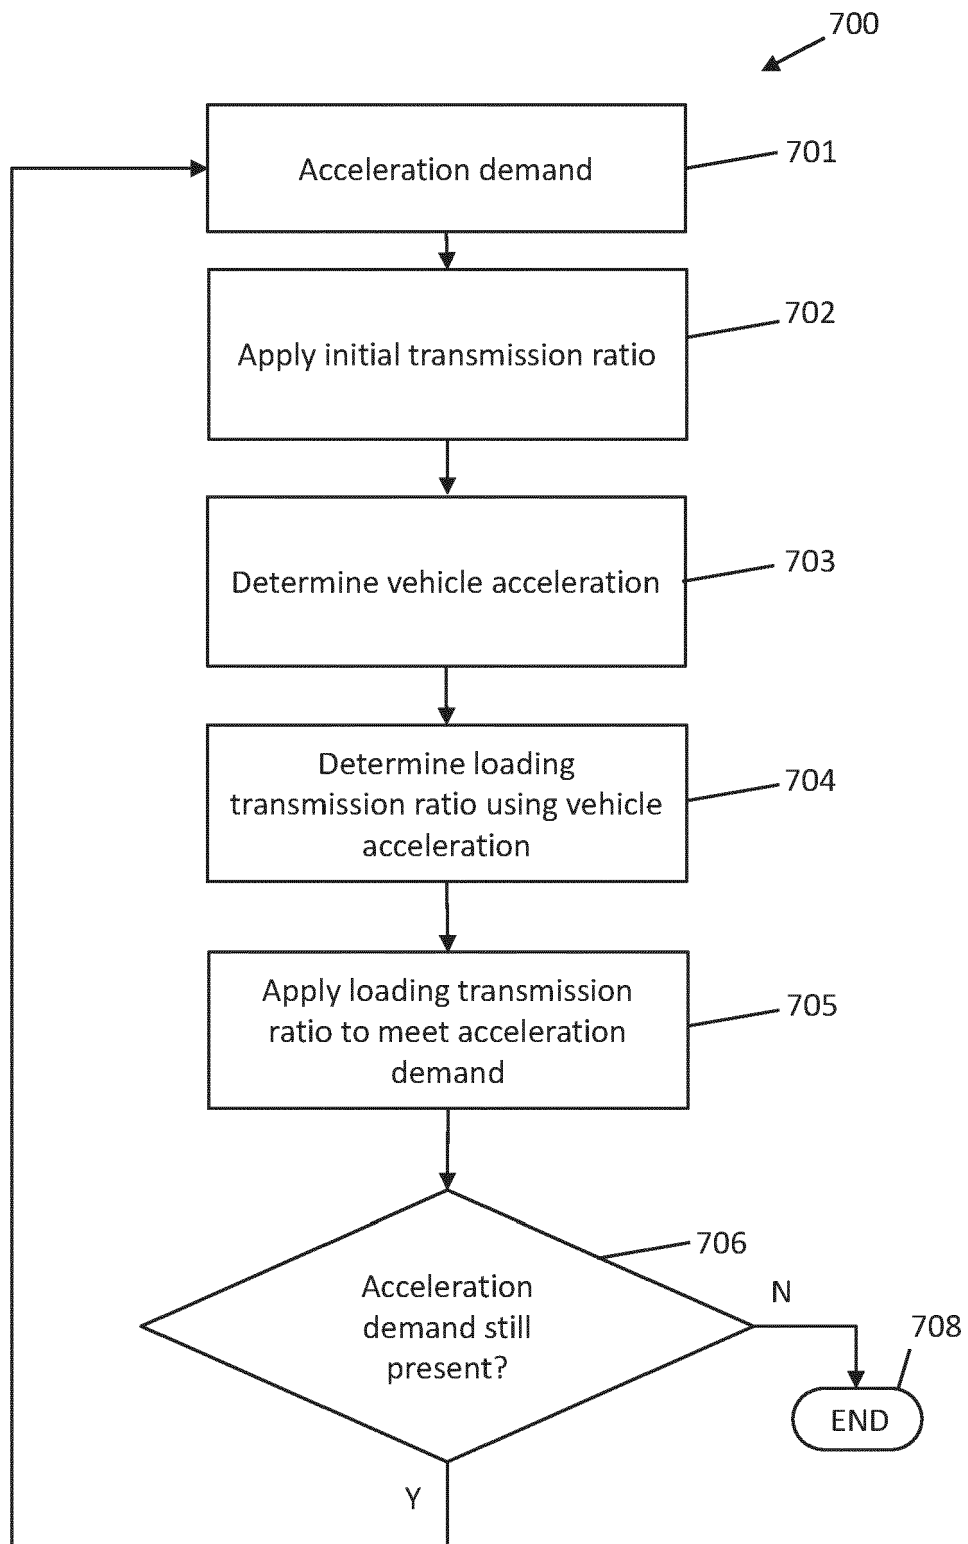 700
Acceleration demand
701
Apply initial transmission ratio
702
Determine vehicle acceleration
703
Determine loading
transmission ratio using vehicle
acceleration
704
Apply loading transmission
ratio to meet acceleration
demand
705
Acceleration
demand still
present?
706
N
708
END
Y